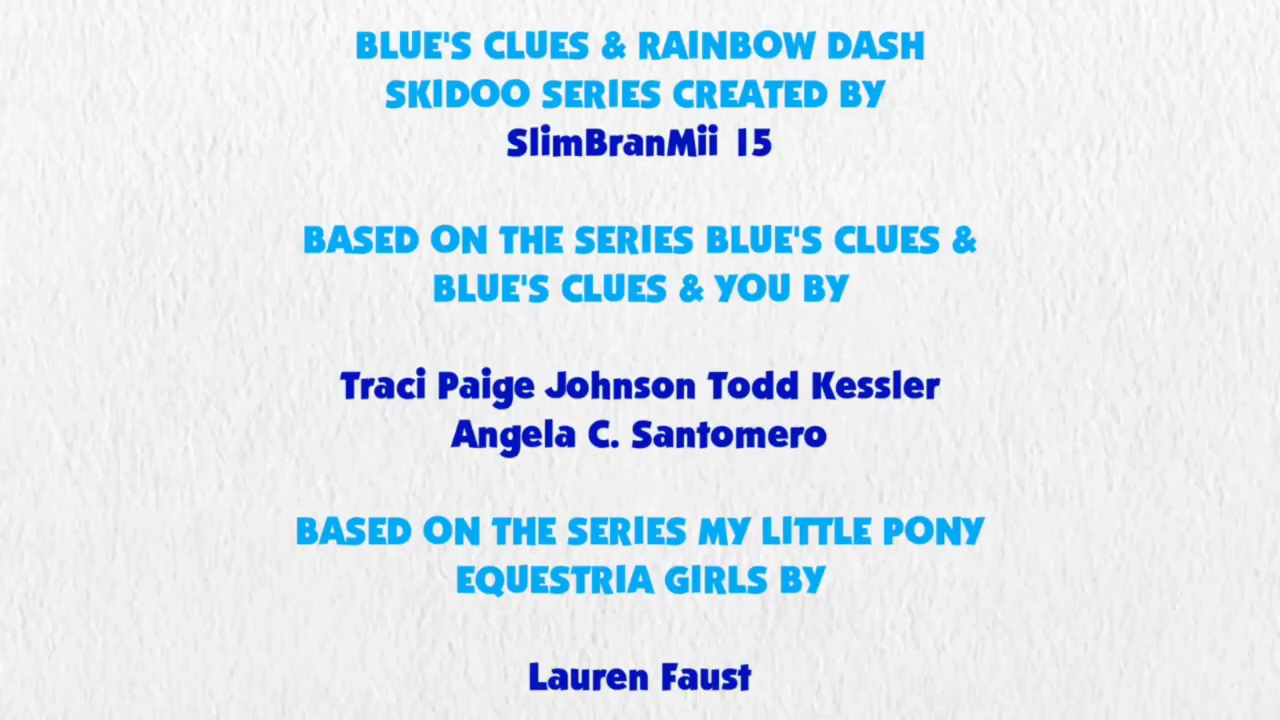 BLUE'S CLUES & RAINBOW DASH
SKIDOO SERIES CREATED BY
SlimBranMii 15
BASED ON THE SERIES BLUE'S CLUES &
BLUE'S CLUES & YOU BY
Traci Paige Johnson Todd Kessler
Angela C. Santomero
BASED ON THE SERIES MY LITTLE PONY
EQUESTRIA GIRLS BY
Lauren Faust